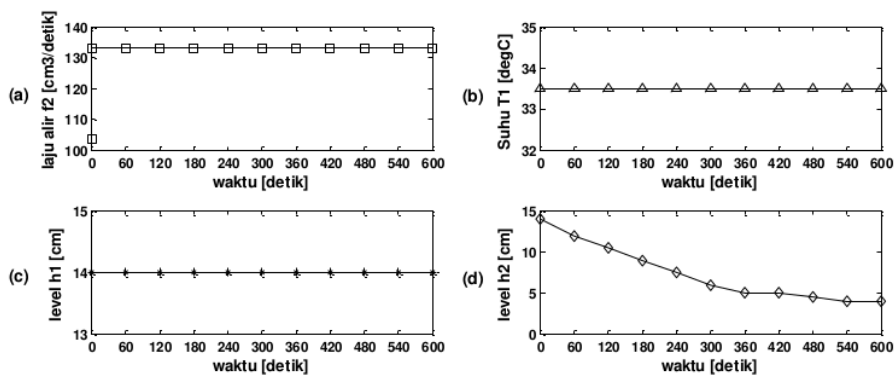 (a)
laju alir f2 [cm3/detik]
140
130
120
110
100
0 60 120 180 240 300 360 420 480 540 600
waktu [detik]
(b)
Suhu T1 [degC]
35
34
33
32
0 60 120 180 240 300 360 420 480 540 600
waktu [detik]
(c)
level h1 [cm]
15
14
13
0 60 120 180 240 300 360 420 480 540 600
waktu [detik]
(d)
level h2 [cm]
15
10
5
0
0 60 120 180 240 300 360 420 480 540 600
waktu [detik]